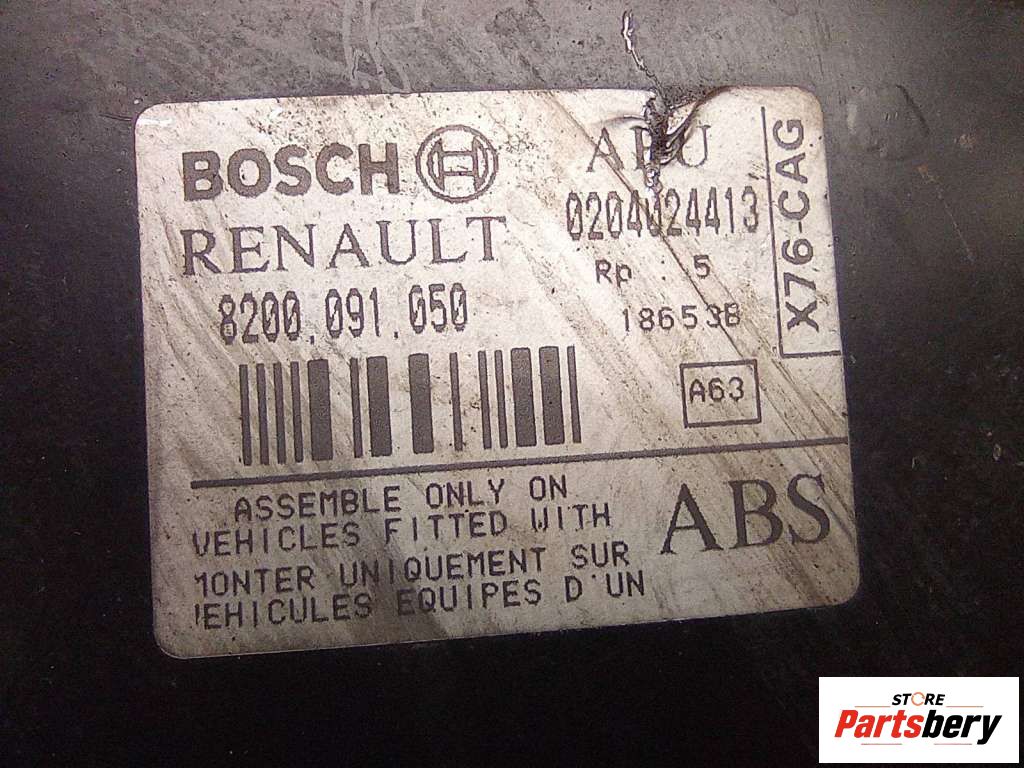 BOSCH
RENAULT
8200.091.050
0204024413
Rp . 5
18653B
X76-CAG
A63
ASSEMBLE ONLY ON
VEHICLES FITTED WITH
MONTER UNIQUEMENT SUR
VEHICULES EQUIPES D'UN
ABS
STORE
Partsbery